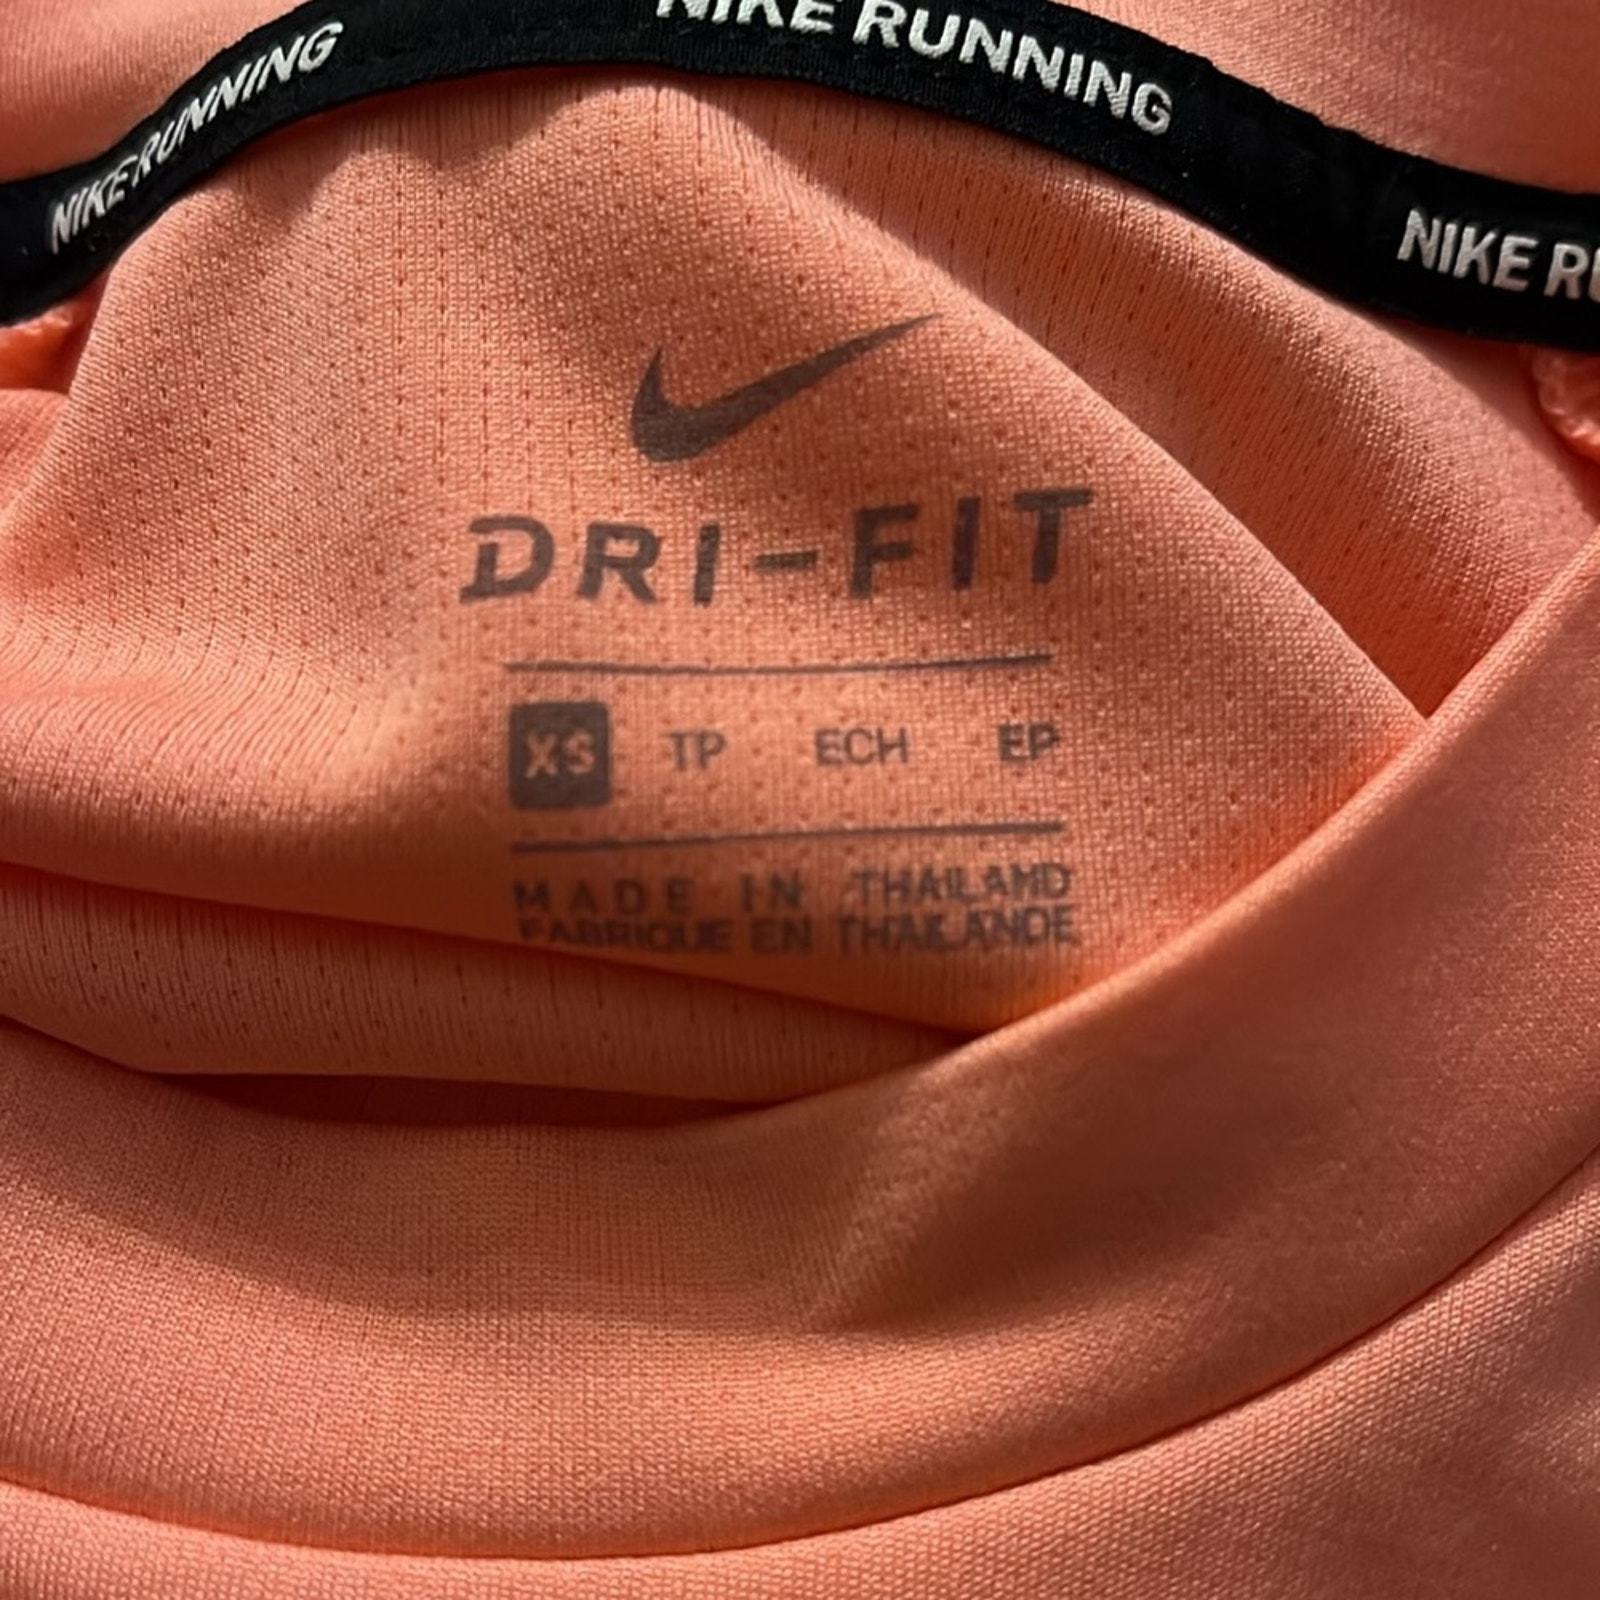 NIKE RUNNING
NIKE RUNNING
NIKE RU
DRI-FIT
XS TP ECH EP
MADE IN THAILAND
FABRIQUE EN THAILANDE